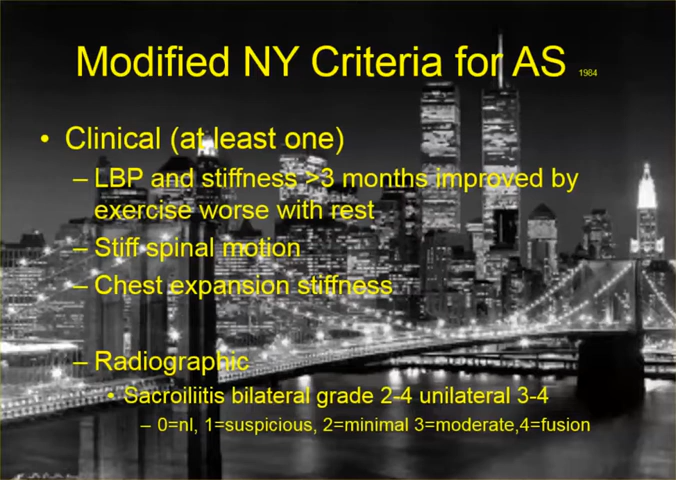 Modified NY Criteria for AS 1984
• Clinical (at least one)
– LBP and stiffness >3 months improved by
exercise worse with rest
– Stiff spinal motion
– Chest expansion stiffness
– Radiographic
• Sacroiliitis bilateral grade 2-4 unilateral 3-4
– 0=nl, 1=suspicious, 2=minimal 3=moderate,4=fusion